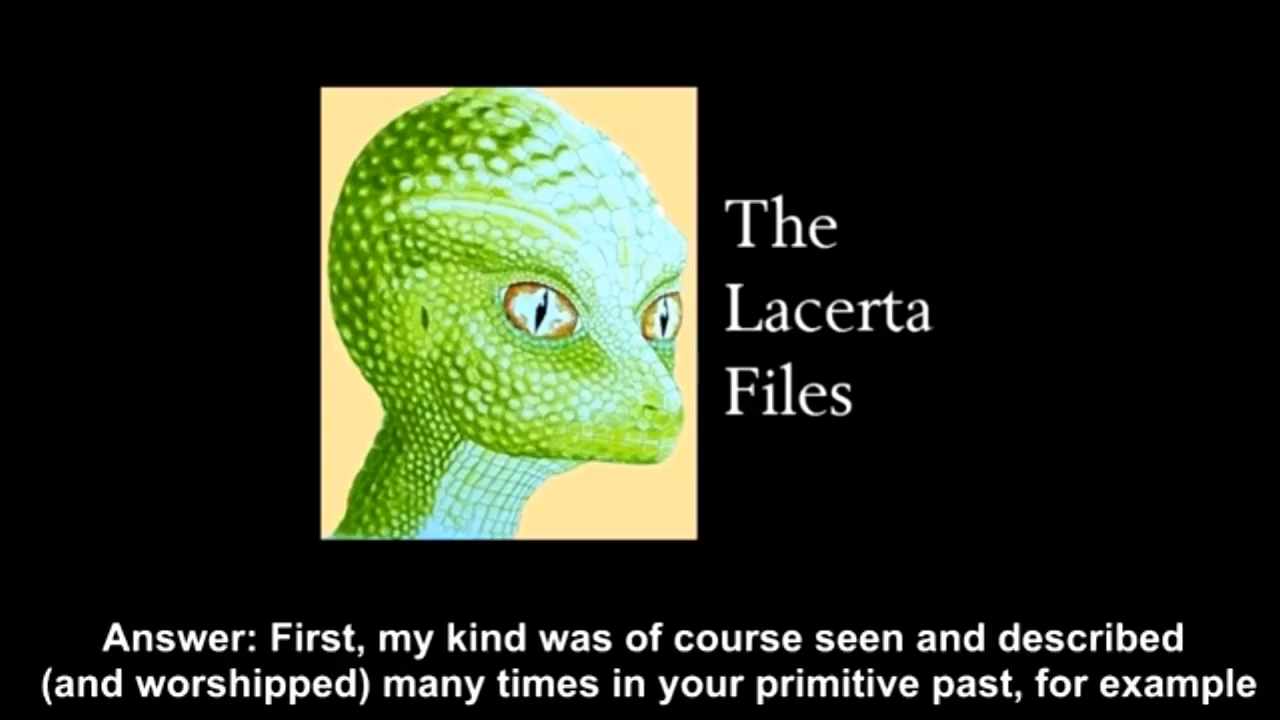 The
Lacerta
Files
Answer: First, my kind was of course seen and described
(and worshipped) many times in your primitive past, for example